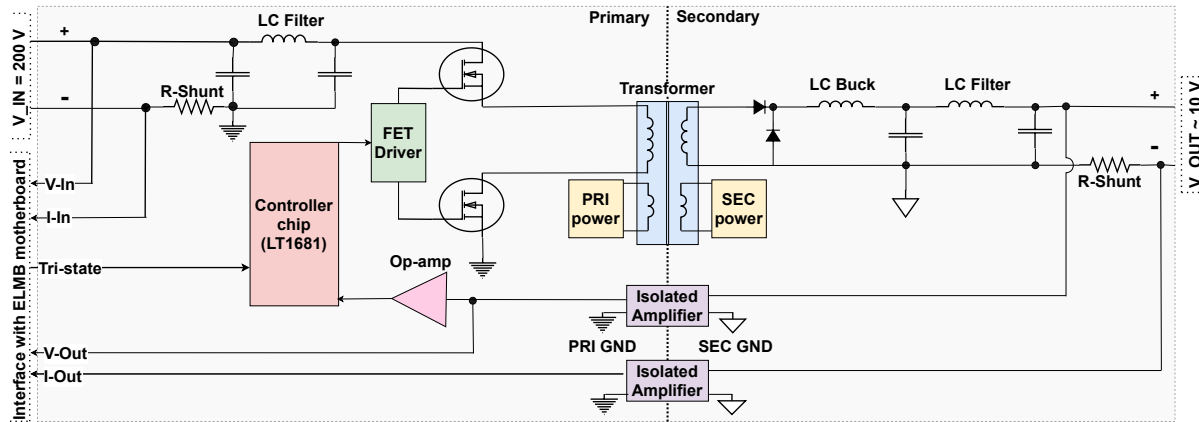 Primary
Secondary
V_IN = 200 V
+
-
LC Filter
R-Shunt
FET
Driver
Transformer
LC Buck
LC Filter
+
-
V_OUT ~ 10 V
R-Shunt
Interface with ELMB motherboard
V-In
I-In
Tri-state
V-Out
I-Out
Controller
chip
(LT1681)
PRI
power
SEC
power
Op-amp
Isolated
Amplifier
PRI GND
SEC GND
Isolated
Amplifier